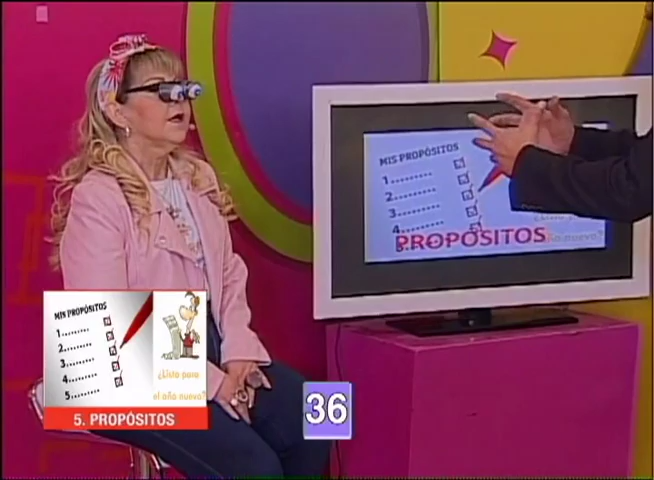 MIS PROPÓSITOS
1..........
2..........
3..........
4..........
PROPÓSITOS
MIS PROPÓSITOS
1..........
2..........
3..........
4..........
5..........
¿Listo para
el año nuevo?
5. PROPÓSITOS
36